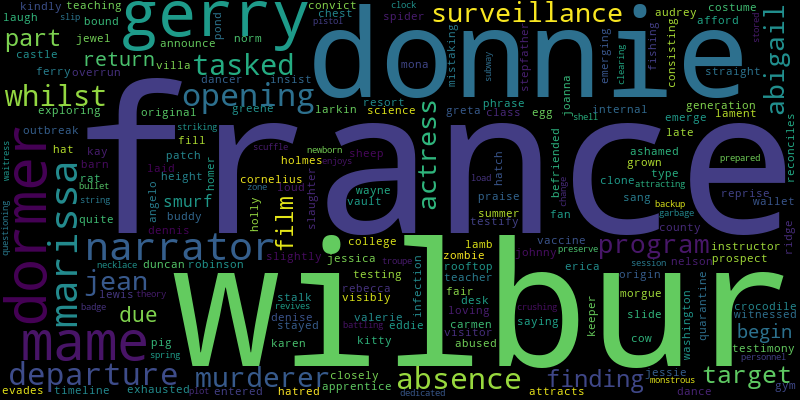 kindly teaching
laugh slip bound
gerry
pond
convict
pistol
clock
spider
surveillance
audrey
costume
afford
stored
abigail
part
jewel
announce
norm
chest
castle
return
villa
tasked
donnie
mona
mistaking
subway
stepfather
emerging
clearing
fishing
consisting
straight
whilst
ferry overrun
dancer
insist
opening
exploring
original
greene
larkin
resort
science
phrase
greta class
egg
joanna
shell
internal
generation
emerge
late
lament
reconciles
outbreak
striking
fill
scuffle
newborn
enjoys
sheep
hat
kay
barn
rat
bullet
string
patch
laid
height
homer
holmes
cornelius
loud
zone
slaughter
wayne
vault
actress
load
praise
hatch
summer
testify
befriended
change
fan
ashamed
grown
type
attracting
clone
backup
garbage
sang
county
prepared
reprise
wallet
ridge
waitress
questioning
dormer
marissa
france
quite
angelo
smurf
buddy
dennis
holly
film
narrator
slightly
college
jessica
troupe
lamb
zombie
johnny
vaccine
preserve
program
session
nelson
instructor
prospect
necklace
duncan
robinson
jean
lewis theory
badge
testing
rebecca
visibly
infection
rooftop
teacher
erica
origin
morgue
washington
quarantine
crocodile
witnessed
wilbur
due
stalk
revives
denise
stayed
valerie
eddie
battling
fair
desk
loving
carmen
visitor
crushing
saying
keeper
slide
cow
begin
testimony
personnel
mame
pig
spring
karen
kitty
abused
departure
murderer
closely
apprentice
absence
finding
jessie
monstrous
target
evades
timeline
exhausted
plot
entered
hatred
dedicated
attracts
dance
gym